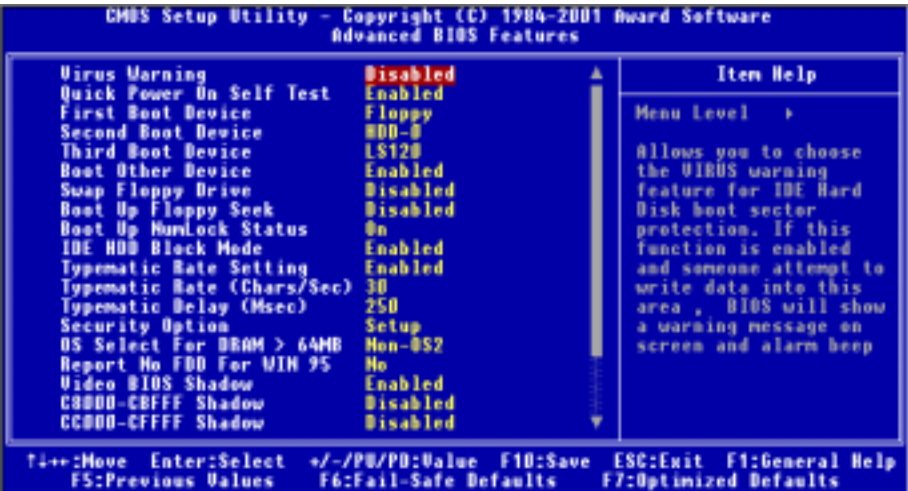 CMOS Setup Utility - Copyright (C) 1984-2001 Award Software
Advanced BIOS Features
Virus Warning Disabled
Quick Power On Self Test Enabled
First Boot Device Floppy
Second Boot Device HDD-0
Third Boot Device LS120
Boot Other Device Enabled
Swap Floppy Drive Disabled
Boot Up Floppy Seek Disabled
Boot Up NumLock Status On
IDE HDD Block Mode Enabled
Typematic Rate Setting Enabled
Typematic Rate (Chars/Sec) 30
Typematic Delay (Msec) 250
Security Option Setup
OS Select For DRAM > 64MB Non-OS2
Report No FDD For WIN 95 No
Video BIOS Shadow Enabled
C8000-CBFFF Shadow Disabled
CC000-CFFFF Shadow Disabled
Item Help
Menu Level
Allows you to choose
the VIRUS warning
feature for IDE Hard
Disk boot sector
protection. If this
function is enabled
and someone attempt to
write data into this
area , BIOS will show
a warning message on
screen and alarm beep
↑↓→←:Move Enter:Select +/-/PU/PD:Value F10:Save ESC:Exit F1:General Help
F5:Previous Values F6:Fail-Safe Defaults F7:Optimized Defaults